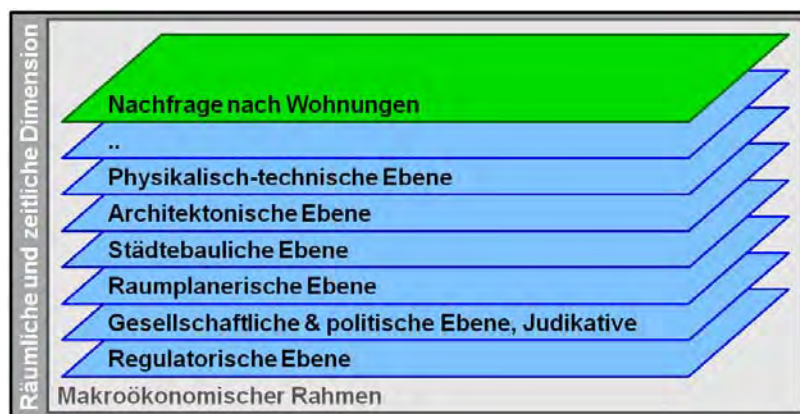 Räumliche und zeitliche Dimension
Nachfrage nach Wohnungen
..
Physikalisch-technische Ebene
Architektonische Ebene
Städtebauliche Ebene
Raumplanerische Ebene
Gesellschaftliche & politische Ebene, Judikative
Regulatorische Ebene
Makroökonomischer Rahmen